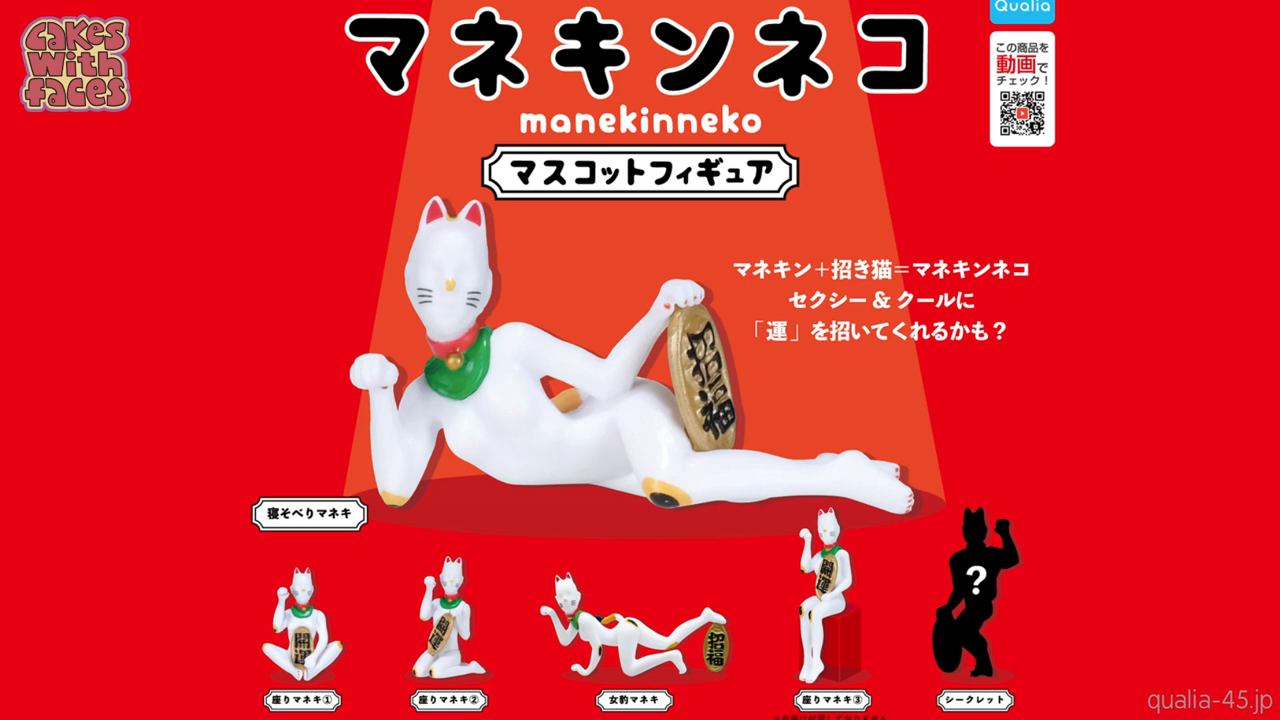 cakes
with
faces
マネキンネコ
manekinneko
マスコットフィギュア
Qualia
この商品を
動画で
チェック！
マネキン＋招き猫＝マネキンネコ
セクシー & クールに
「運」を招いてくれるかも？
招福
寝そべりマネキ
開運
開運
招福
開運
?
座りマネキ①
座りマネキ②
女豹マネキ
座りマネキ③
シークレット
qualia-45.jp